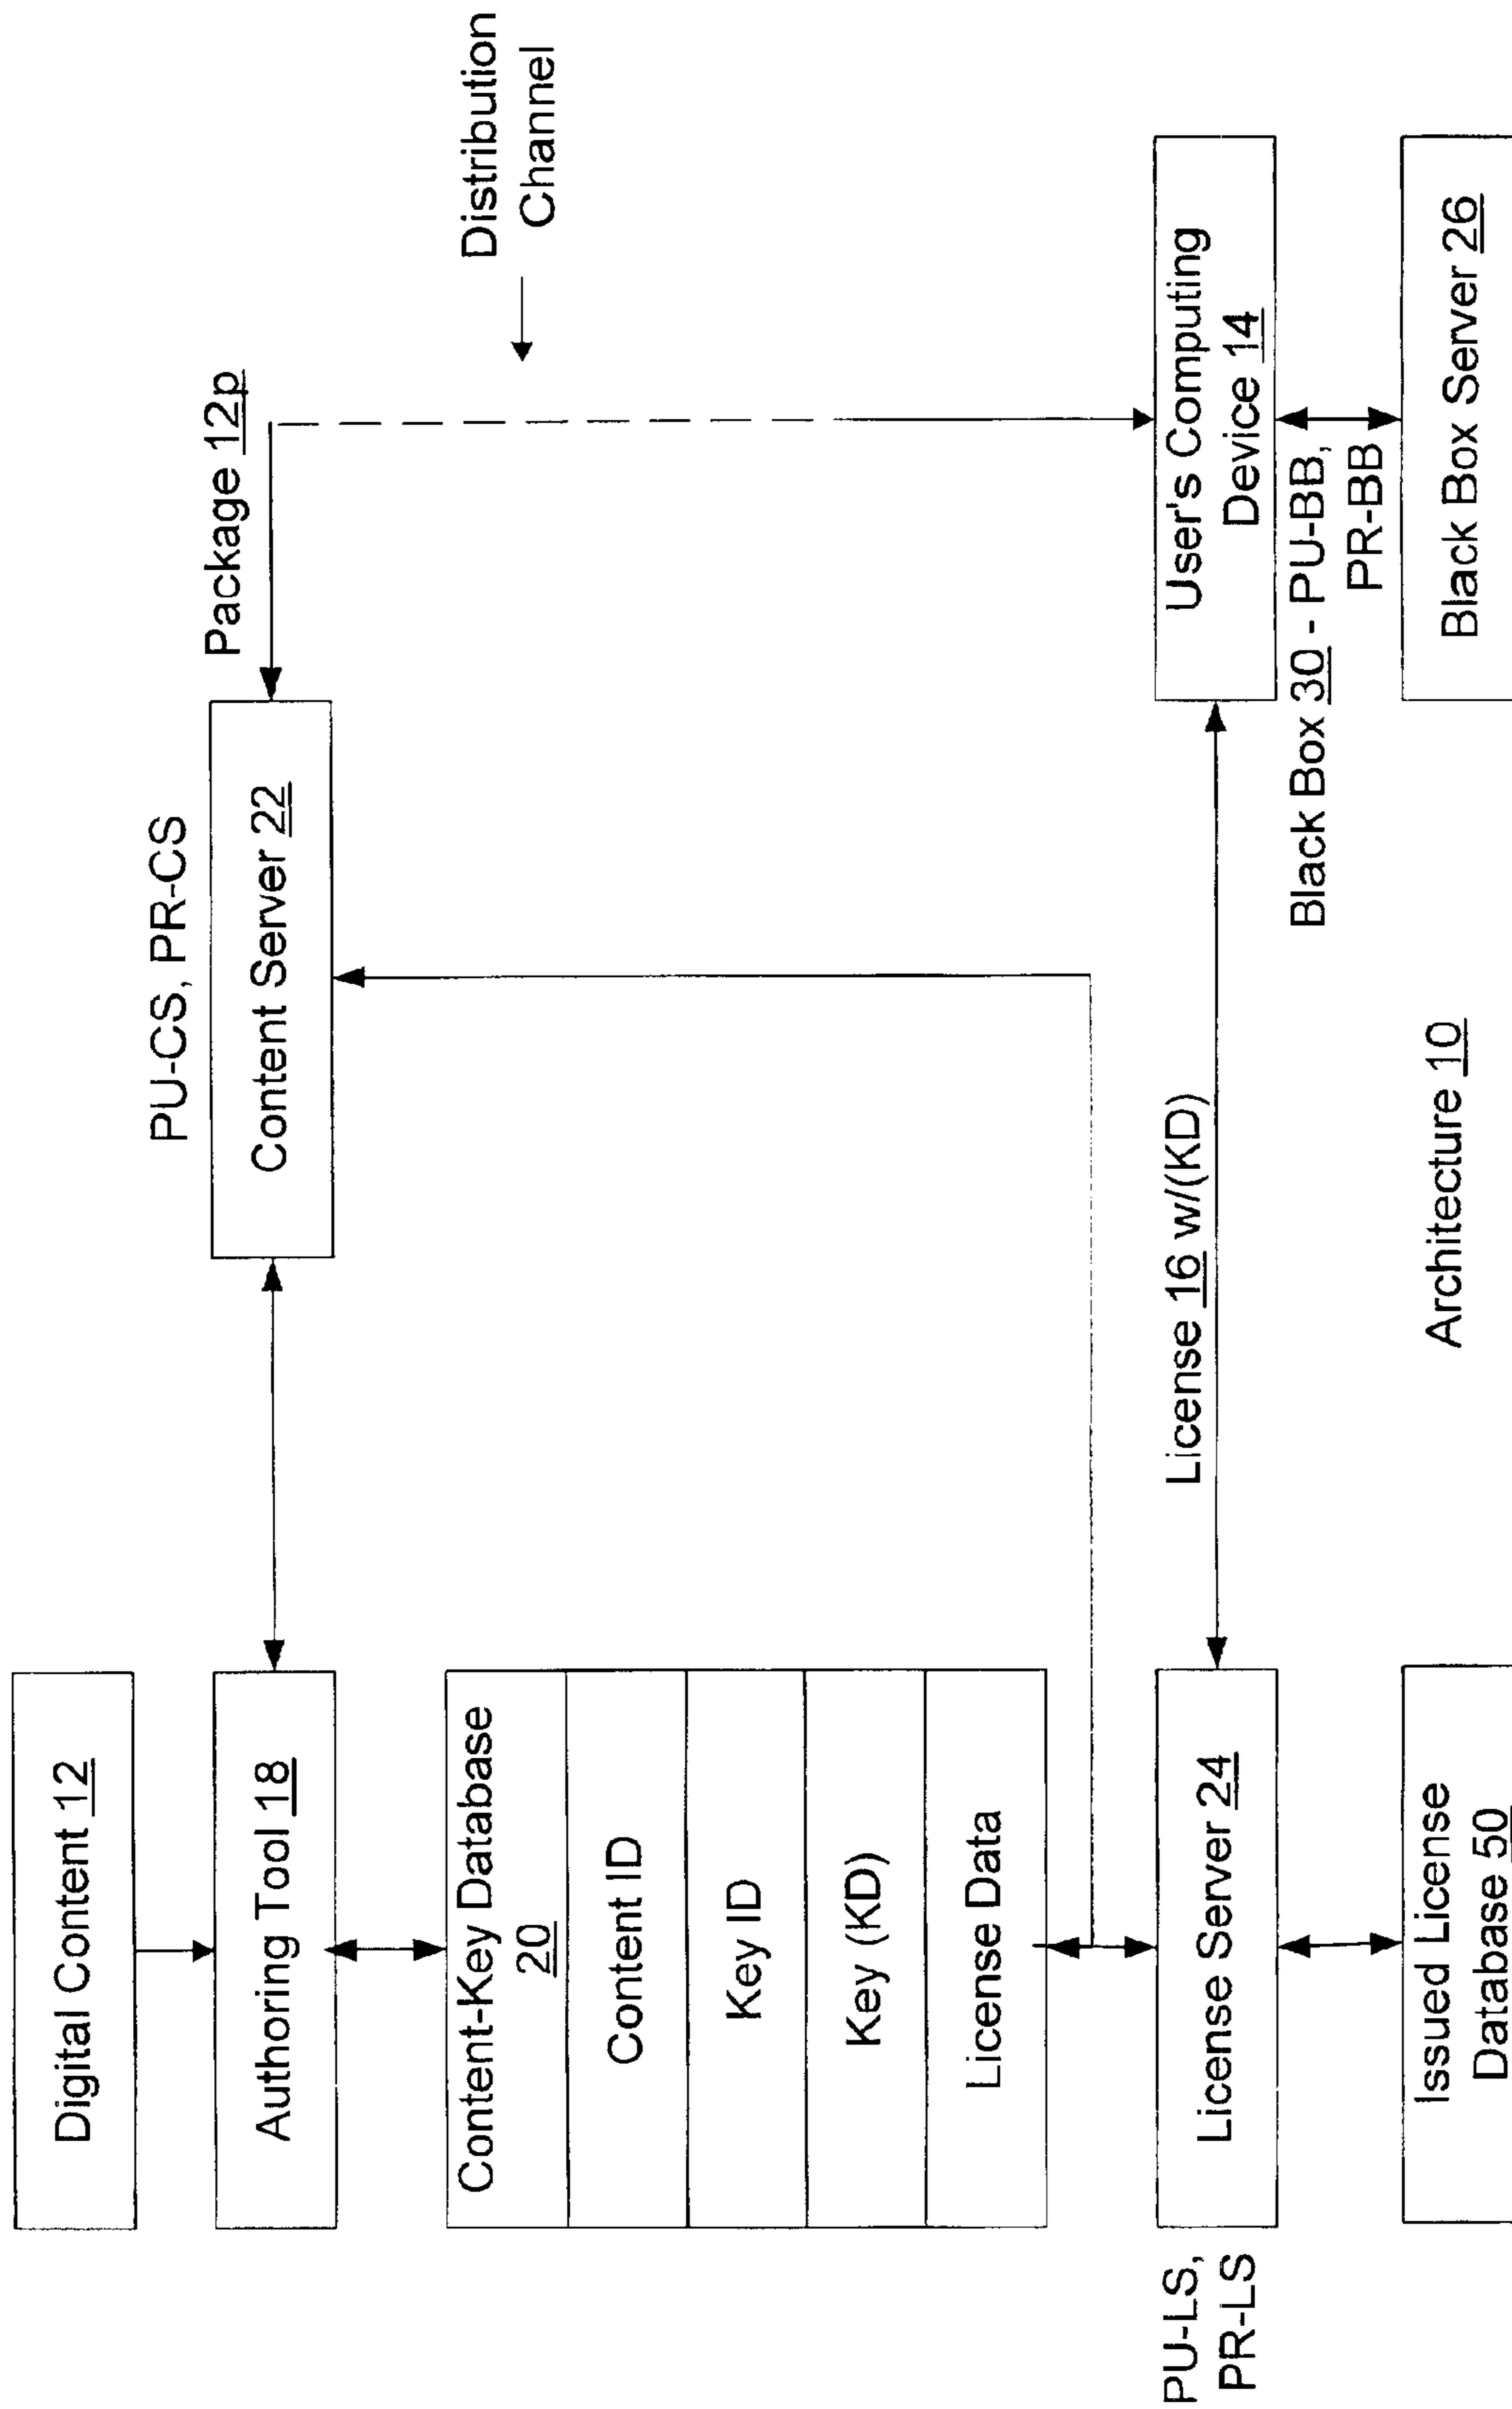 Digital Content 12
Authoring Tool 18
Content-Key Database
20
Content ID
Key ID
Key (KD)
License Data
PU-LS,
PR-LS
License Server 24
Issued License
Database 50
PU-CS, PR-CS
Content Server 22
Package 12p
Distribution
Channel
License 16 w/(KD)
User's Computing
Device 14
Black Box 30 - PU-BB,
PR-BB
Black Box Server 26
Architecture 10